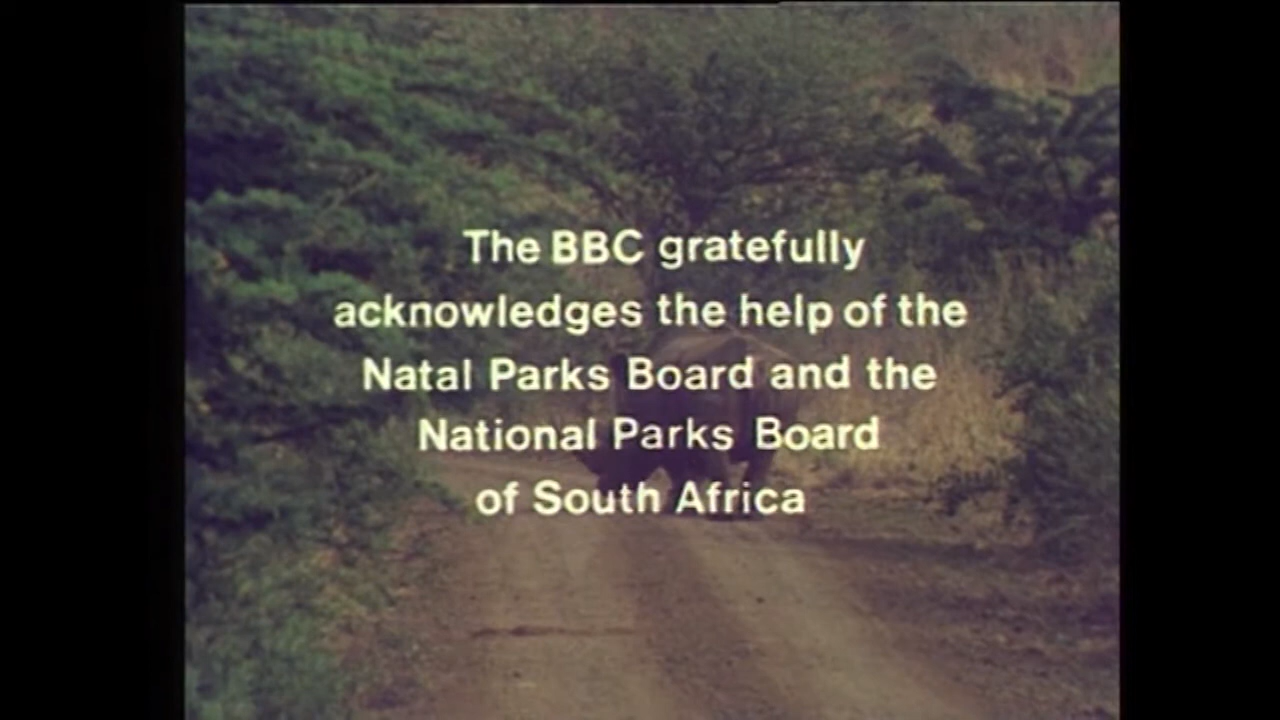 The BBC gratefully
acknowledges the help of the
Natal Parks Board and the
National Parks Board
of South Africa